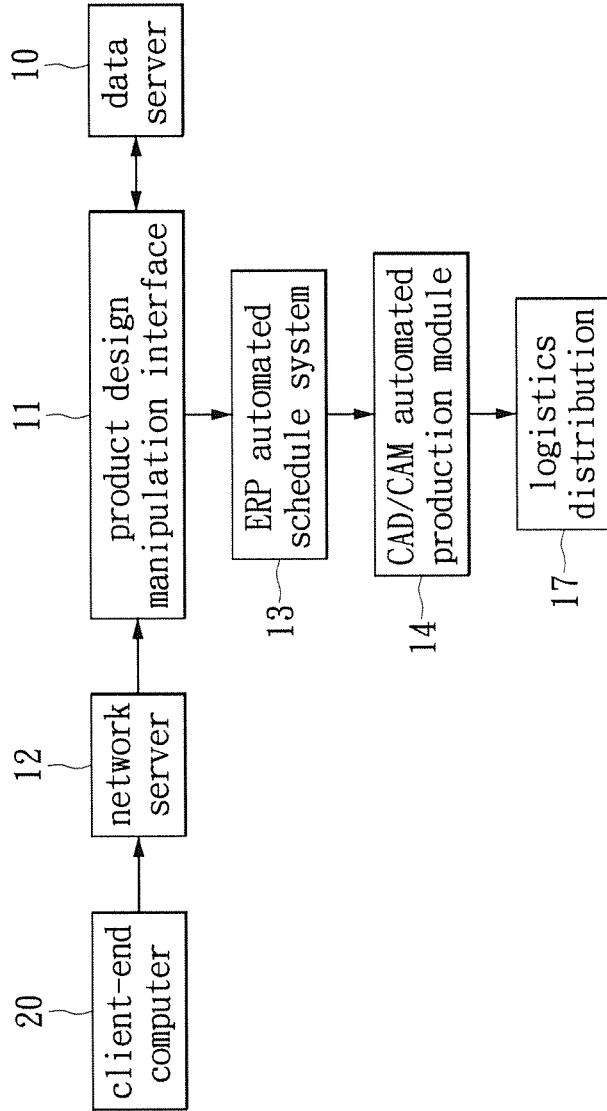 20
client-end
computer
12
network
server
11
product design
manipulation interface
10
data
server
ERP automated
schedule system
13
CAD/CAM automated
production module
14
logistics
distribution
17